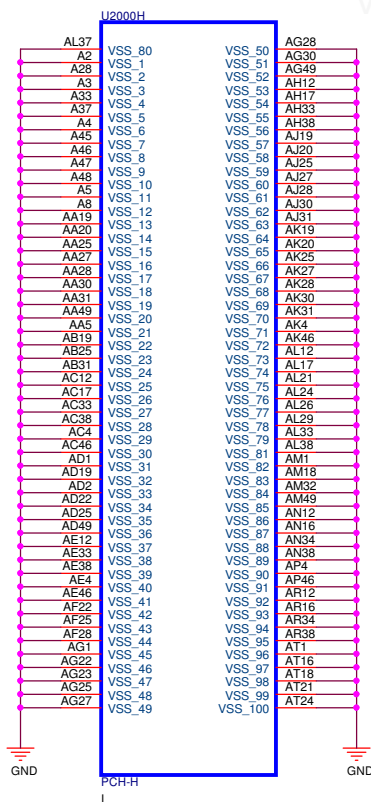 U2000H
AL37 VSS_80 VSS_50 AG28
A2 VSS_1 VSS_51 AG30
A28 VSS_2 VSS_52 AG49
A3 VSS_3 VSS_53 AH12
A33 VSS_4 VSS_54 AH17
A37 VSS_5 VSS_55 AH33
A4 VSS_6 VSS_56 AH38
A45 VSS_7 VSS_57 AJ19
A46 VSS_8 VSS_58 AJ20
A47 VSS_9 VSS_59 AJ25
A48 VSS_10 VSS_60 AJ27
A5 VSS_11 VSS_61 AJ28
A8 VSS_12 VSS_62 AJ30
AA19 VSS_13 VSS_63 AJ31
AA20 VSS_14 VSS_64 AK19
AA25 VSS_15 VSS_65 AK20
AA27 VSS_16 VSS_66 AK25
AA28 VSS_17 VSS_67 AK27
AA30 VSS_18 VSS_68 AK28
AA31 VSS_19 VSS_69 AK30
AA49 VSS_20 VSS_70 AK31
AA5 VSS_21 VSS_71 AK4
AB19 VSS_22 VSS_72 AK46
AB25 VSS_23 VSS_73 AL12
AB31 VSS_24 VSS_74 AL17
AC12 VSS_25 VSS_75 AL21
AC17 VSS_26 VSS_76 AL24
AC33 VSS_27 VSS_77 AL26
AC38 VSS_28 VSS_78 AL29
AC4 VSS_29 VSS_79 AL33
AC46 VSS_30 VSS_81 AL38
AD1 VSS_31 VSS_82 AM1
AD19 VSS_32 VSS_83 AM18
AD2 VSS_33 VSS_84 AM32
AD22 VSS_34 VSS_85 AM49
AD25 VSS_35 VSS_86 AN12
AD49 VSS_36 VSS_87 AN16
AE12 VSS_37 VSS_88 AN34
AE33 VSS_38 VSS_89 AN38
AE38 VSS_39 VSS_90 AP4
AE4 VSS_40 VSS_91 AP46
AE46 VSS_41 VSS_92 AR12
AF22 VSS_42 VSS_93 AR16
AF25 VSS_43 VSS_94 AR34
AF28 VSS_44 VSS_95 AR38
AG1 VSS_45 VSS_96 AT1
AG22 VSS_46 VSS_97 AT16
AG23 VSS_47 VSS_98 AT18
AG25 VSS_48 VSS_99 AT21
AG27 VSS_49 VSS_100 AT24
GND GND
PCH-H